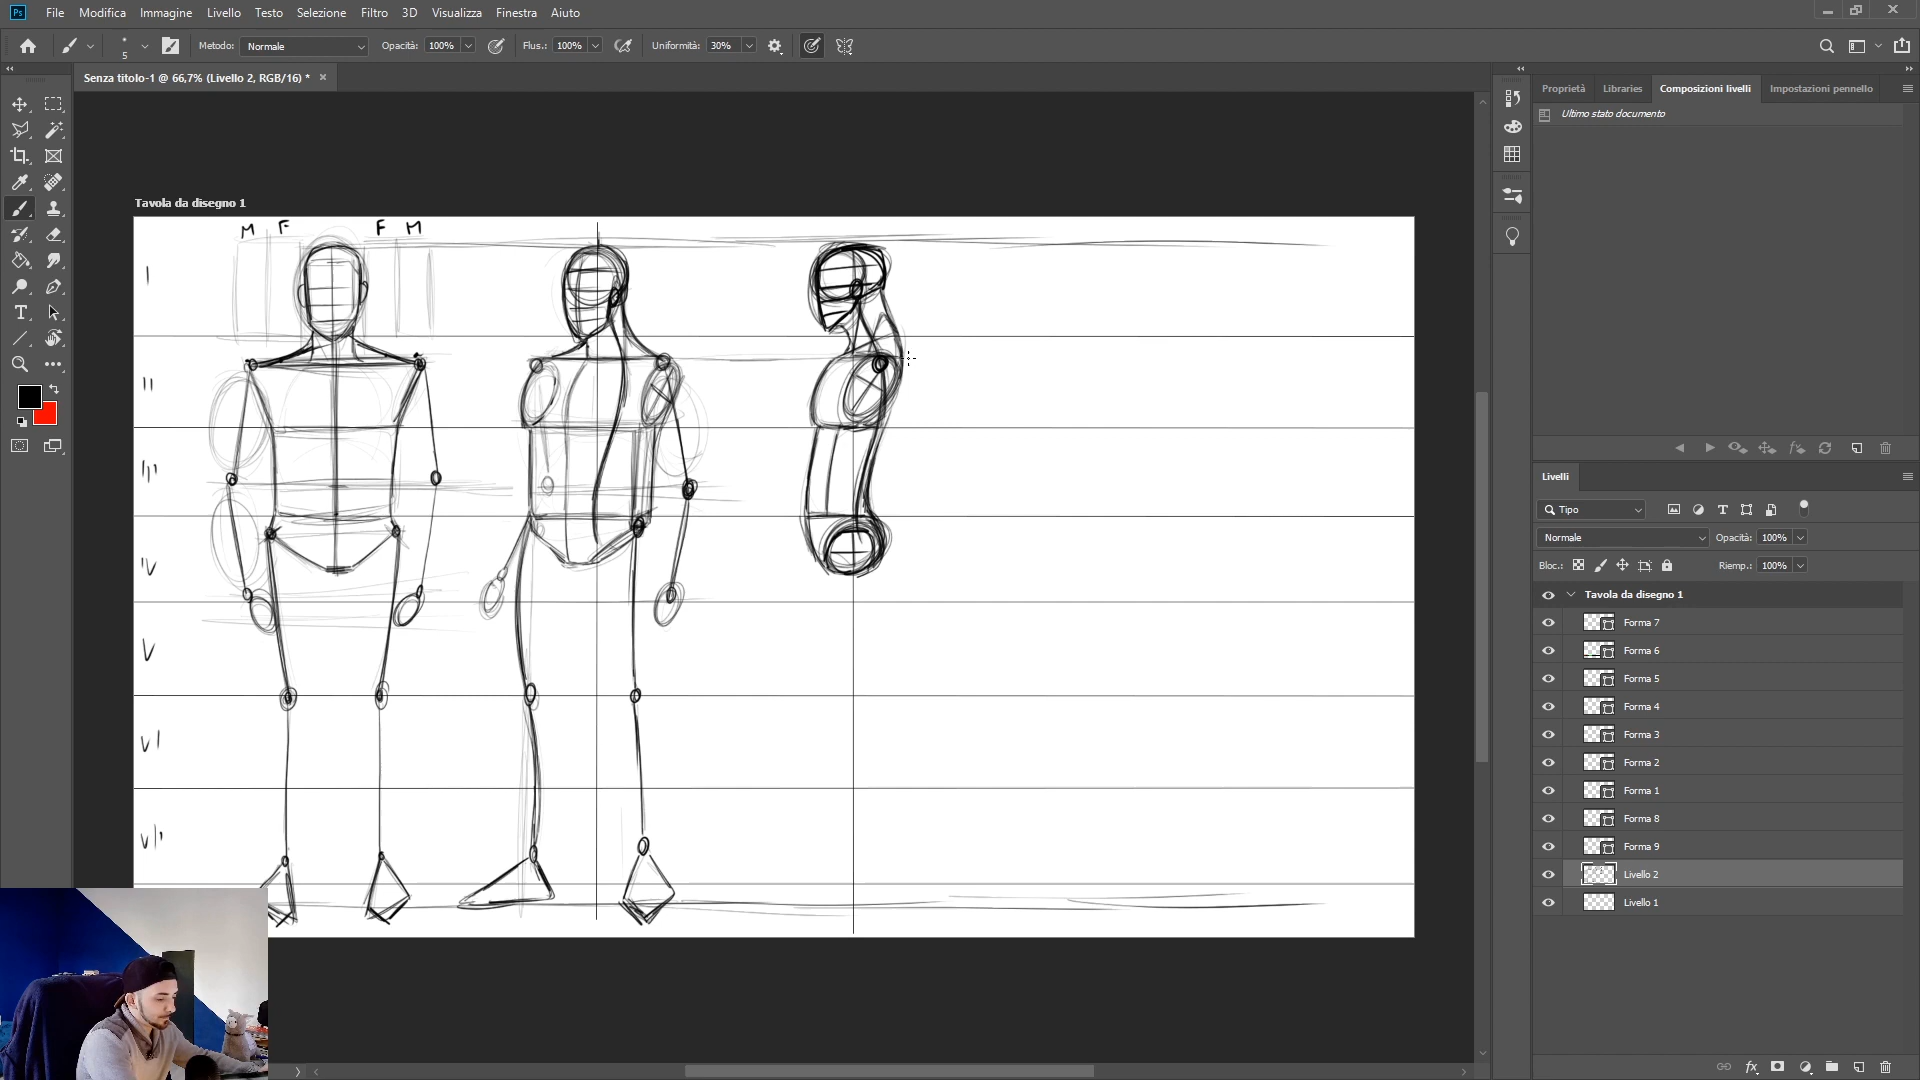 Ps File Modifica Immagine Livello Testo Selezione Filtro 3D Visualizza Finestra Aiuto
5 Metodo: Normale Opacità: 100% Flus.: 100% Uniformità: 30%
Senza titolo-1 @ 66,7% (Livello 2, RGB/16) *
Tavola da disegno 1
M F F M
I
II
III
IV
V
VI
VII
Proprietà Libraries Composizioni livelli Impostazioni pennello
Ultimo stato documento
Livelli
Tipo
Normale Opacità: 100%
Bloc.: Riemp.: 100%
Tavola da disegno 1
Forma 7
Forma 6
Forma 5
Forma 4
Forma 3
Forma 2
Forma 1
Forma 8
Forma 9
Livello 2
Livello 1